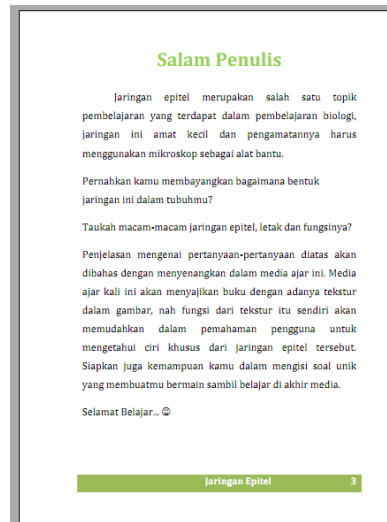 Salam Penulis
Jaringan epitel merupakan salah satu topik
pembelajaran yang terdapat dalam pembelajaran biologi,
jaringan ini amat kecil dan pengamatannya harus
menggunakan mikroskop sebagai alat bantu.
Pernahkan kamu membayangkan bagaimana bentuk
jaringan ini dalam tubuhmu?
Taukah macam-macam jaringan epitel, letak dan fungsinya?
Penjelasan mengenai pertanyaan-pertanyaan diatas akan
dibahas dengan menyenangkan dalam media ajar ini. Media
ajar kali ini akan menyajikan buku dengan adanya tekstur
dalam gambar, nah fungsi dari tekstur itu sendiri akan
memudahkan dalam pemahaman pengguna untuk
mengetahui ciri khusus dari jaringan epitel tersebut.
Siapkan juga kemampuan kamu dalam mengisi soal unik
yang membuatmu bermain sambil belajar di akhir media.
Selamat Belajar... ☺
Jaringan Epitel 3